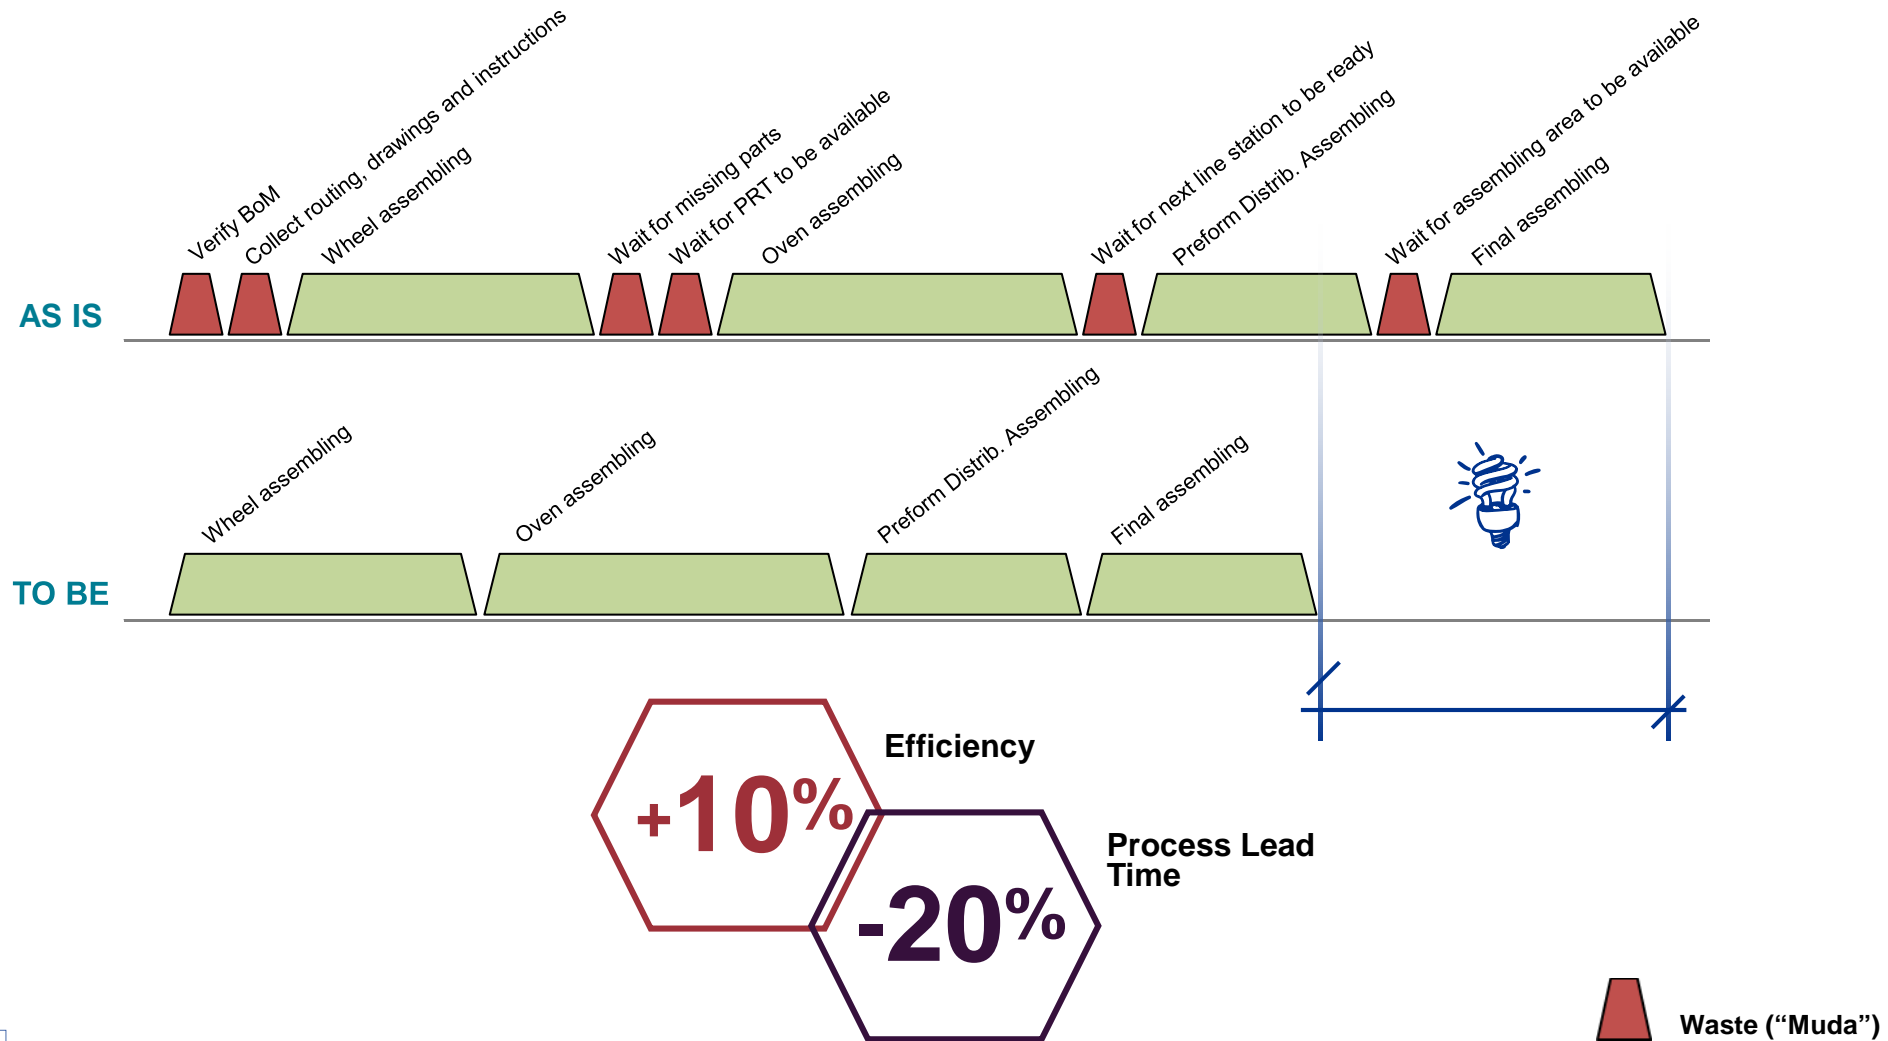 Verify BoM
Collect routing, drawings and instructions
Wheel assembling
Wait for missing parts
Wait for PRT to be available
Oven assembling
Wait for next line station to be ready
Preform Distrib. Assembling
Wait for assembling area to be available
Final assembling
AS IS
Wheel assembling
Oven assembling
Preform Distrib. Assembling
Final assembling
TO BE
+10%
Efficiency
-20%
Process Lead
Time
Waste (“Muda”)